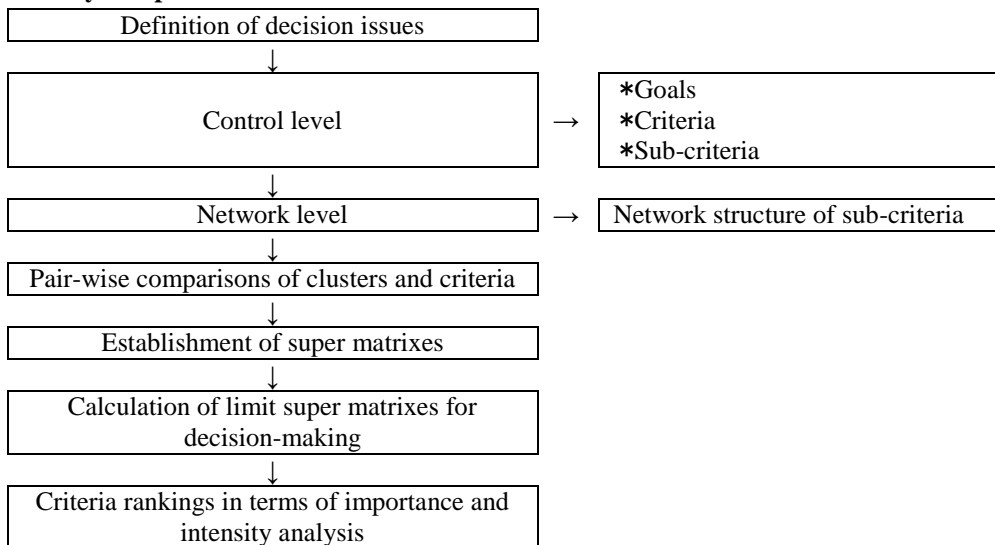 Definition of decision issues
↓
Control level
→
*Goals
*Criteria
*Sub-criteria
↓
Network level
→
Network structure of sub-criteria
↓
Pair-wise comparisons of clusters and criteria
↓
Establishment of super matrixes
↓
Calculation of limit super matrixes for
decision-making
↓
Criteria rankings in terms of importance and
intensity analysis